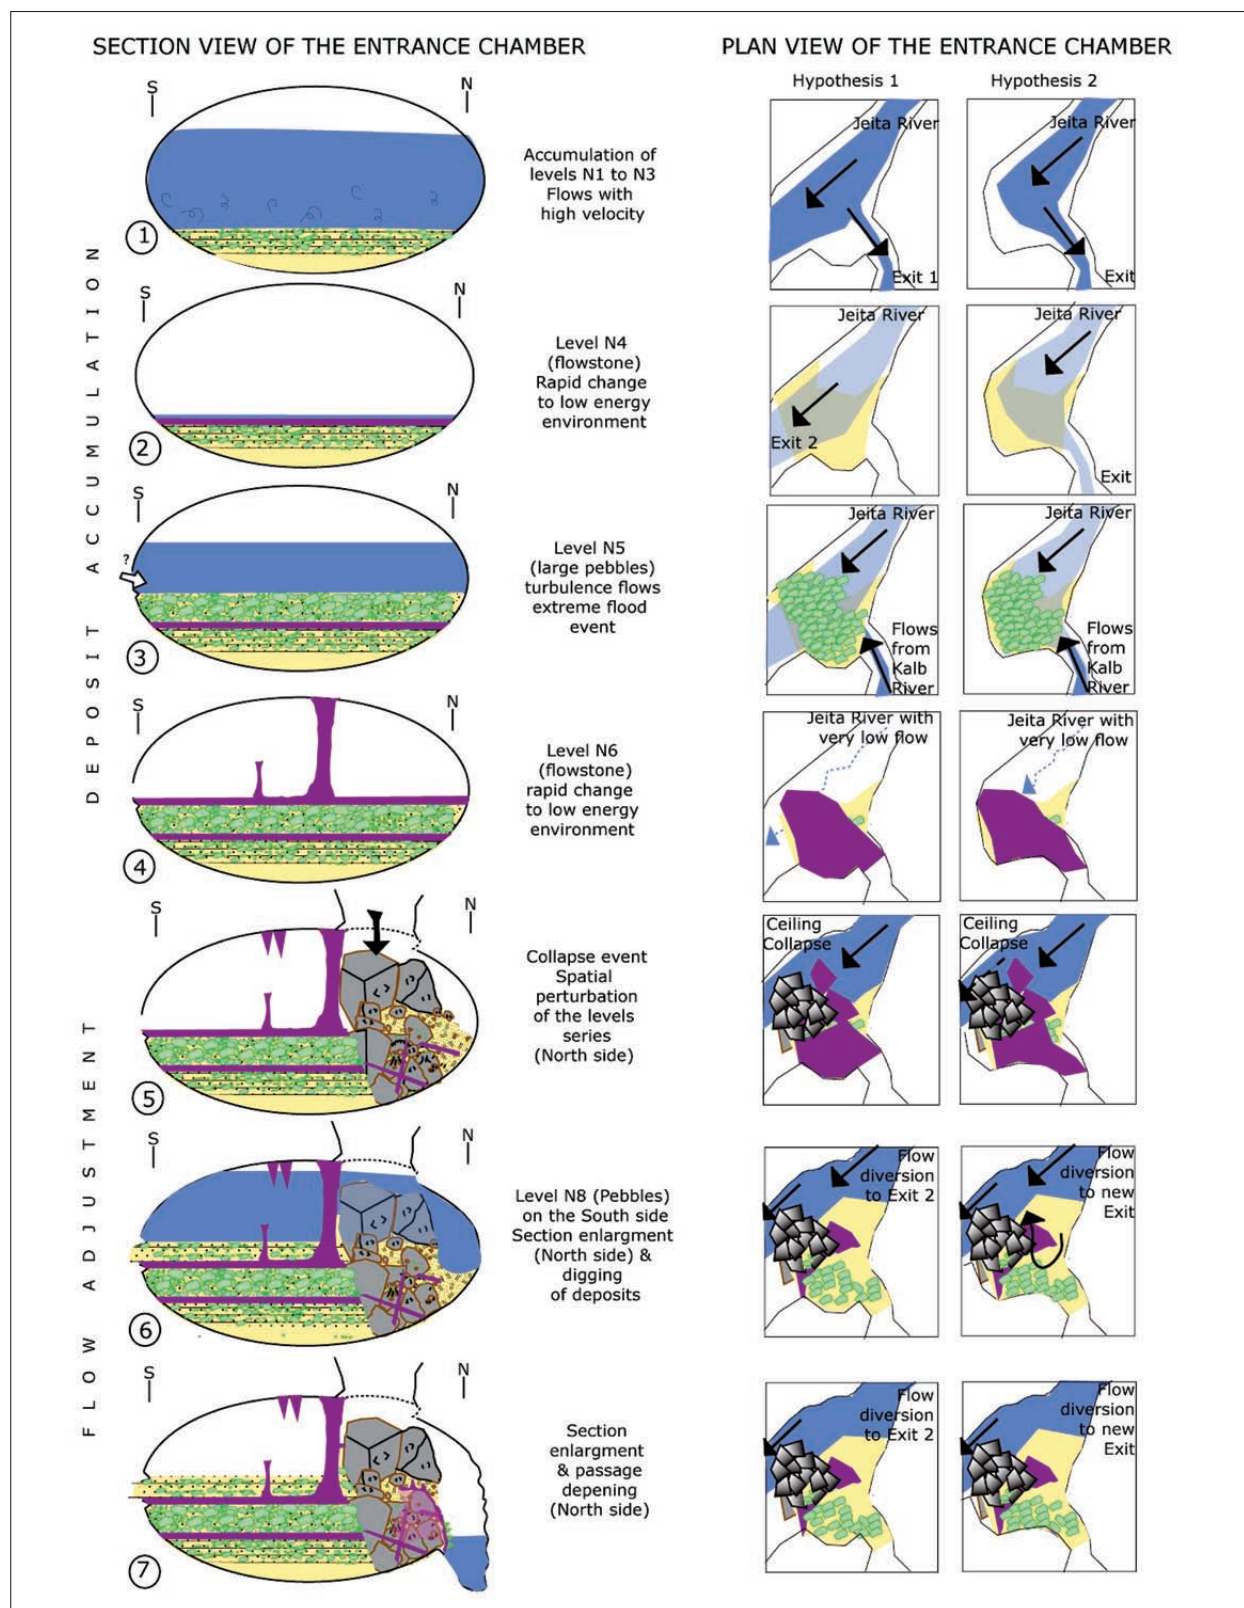 SECTION VIEW OF THE ENTRANCE CHAMBER
PLAN VIEW OF THE ENTRANCE CHAMBER
Hypothesis 1
Hypothesis 2
DEPOSIT ACCUMULATION
FLOW ADJUSTMENT
S
N
1
Accumulation of
levels N1 to N3
Flows with
high velocity
Jeita River
Exit 1
Jeita River
Exit
S
N
2
Level N4
(flowstone)
Rapid change
to low energy
environment
Jeita River
Exit 2
Jeita River
Exit
S
N
?
3
Level N5
(large pebbles)
turbulence flows
extreme flood
event
Jeita River
Flows
from
Kalb
River
Jeita River
Flows
from
Kalb
River
S
N
4
Level N6
(flowstone)
rapid change
to low energy
environment
Jeita River with
very low flow
Jeita River with
very low flow
S
N
5
Collapse event
Spatial
perturbation
of the levels
series
(North side)
Ceiling
Collapse
Ceiling
Collapse
S
N
6
Level N8 (Pebbles)
on the South side
Section enlargment
(North side) &
digging
of deposits
Flow
diversion
to Exit 2
Flow
diversion
to new
Exit
S
N
7
Section
enlargment
& passage
depening
(North side)
Flow
diversion
to Exit 2
Flow
diversion
to new
Exit